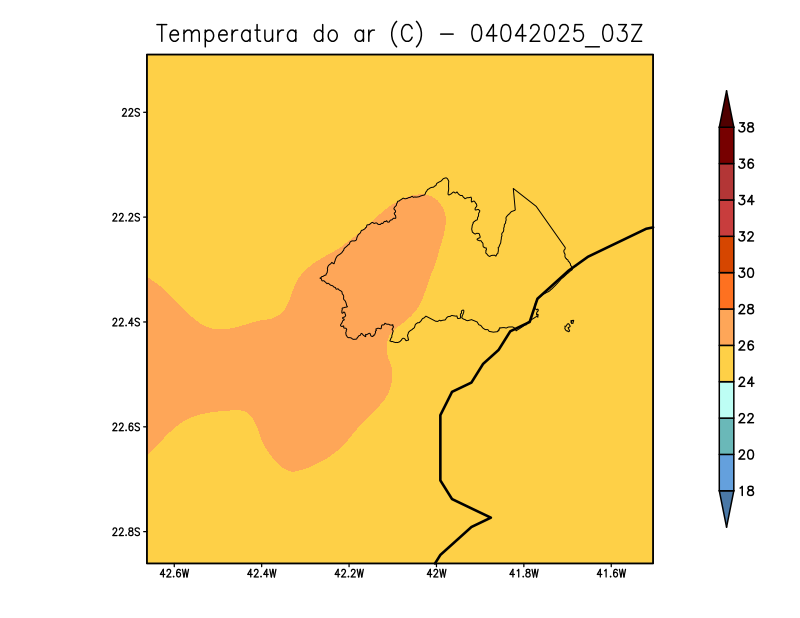 Temperatura do ar (C) - 04042025_03Z
22S
22.2S
22.4S
22.6S
22.8S
42.6W
42.4W
42.2W
42W
41.8W
41.6W
38
36
34
32
30
28
26
24
22
20
18